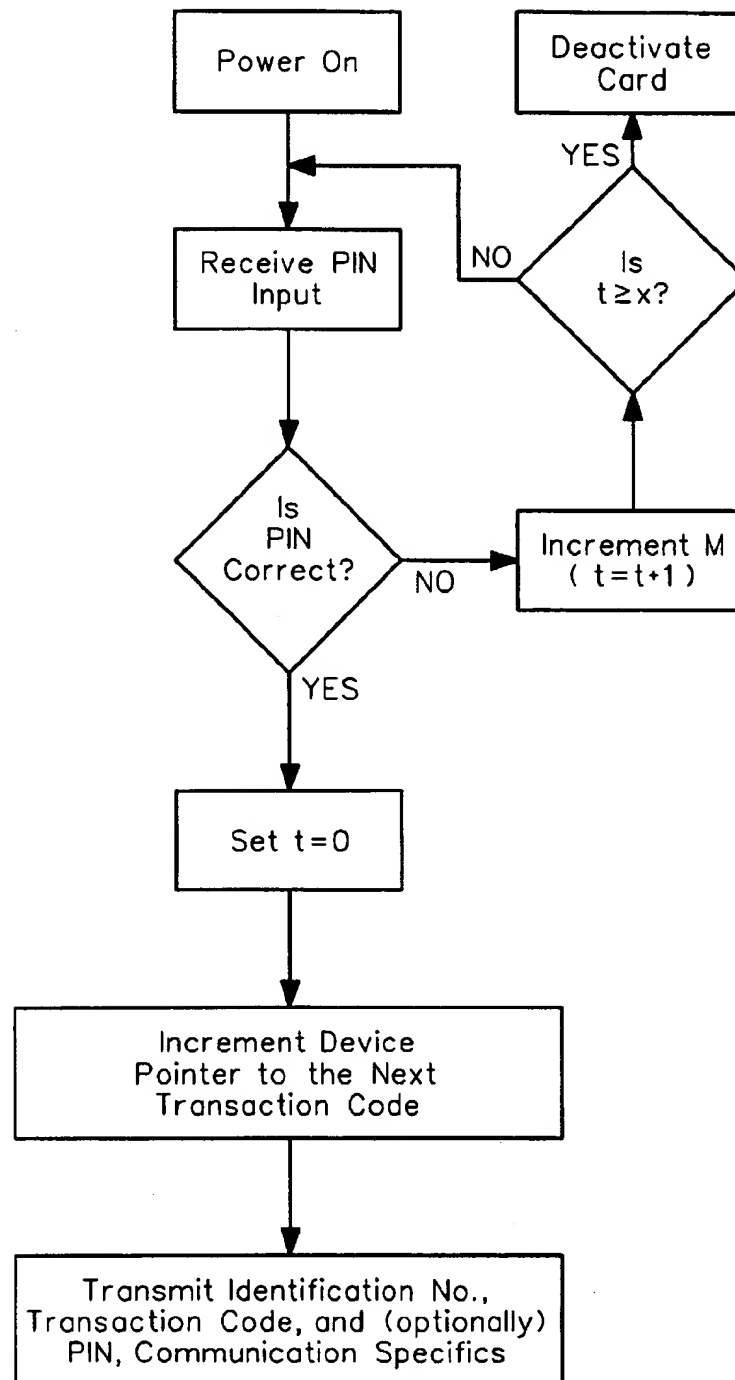 Power On
Deactivate
Card
YES
Receive PIN
Input
NO
Is
t≥x?
Is
PIN
Correct?
NO
Increment M
( t=t+1 )
YES
Set t=0
Increment Device
Pointer to the Next
Transaction Code
Transmit Identification No.,
Transaction Code, and (optionally)
PIN, Communication Specifics